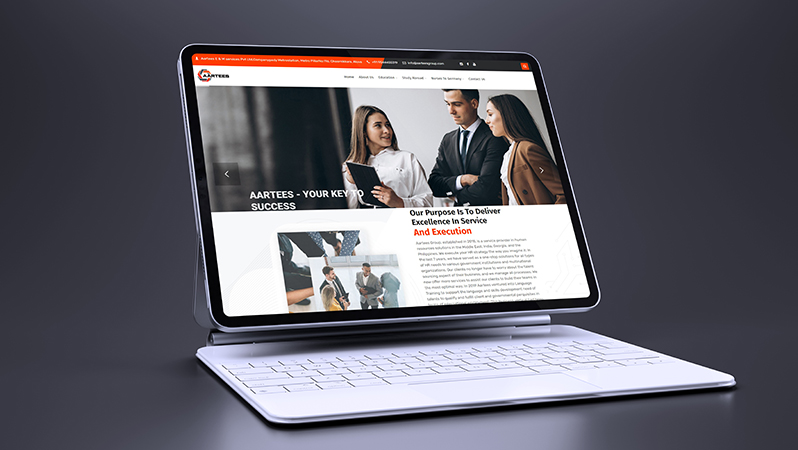 info@aarteesgroup.com
AARTEES
Home About Us Education Study Abroad Nurses To Germany Contact Us
AARTEES - YOUR KEY TO
SUCCESS
Our Purpose Is To Deliver
Excellence In Service
And Execution
Aartees Group, established in 2015, is a service provider in human
resources solutions in the Middle East, India, Georgia, and the
Philippines. We execute your HR strategy the way you imagine it. In
the last 7 years, we have served as a one-stop solution for all types
of HR needs to various government institutions and multinational
organizations. Our clients no longer have to worry about the talent
sourcing aspect of their business, and we manage all processes. We
now offer more services to assist our clients to build their teams in
the most optimal way. In 2019 Aartees ventured into Language
Training to support the language and skills development need of
talents to qualify and fulfill client and governmental perquisites in